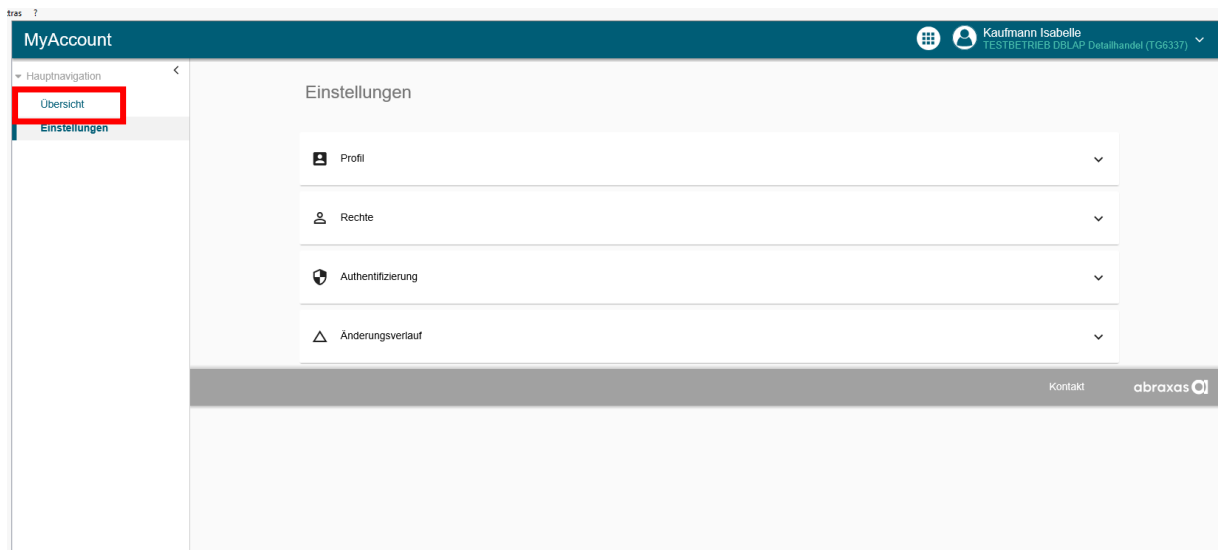 tras ?
MyAccount
Kaufmann Isabelle
TESTBETRIEB DBLAP Detailhandel (TG6337)
Hauptnavigation
Übersicht
Einstellungen
Einstellungen
Profil
Rechte
Authentifizierung
Änderungsverlauf
Kontakt
abraxas